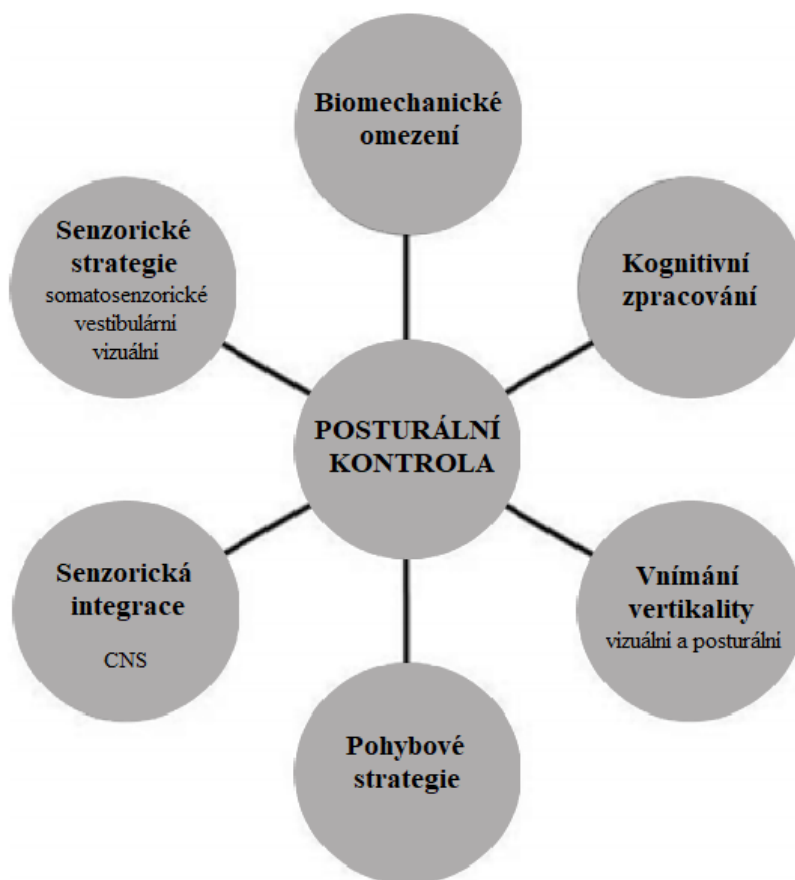 Biomechanické
omezení
Senzorické
strategie
somatosenzorické
vestibulární
vizuální
Kognitivní
zpracování
POSTURÁLNÍ
KONTROLA
Senzorická
integrace
CNS
Vnímání
vertikality
vizuální a posturální
Pohybové
strategie